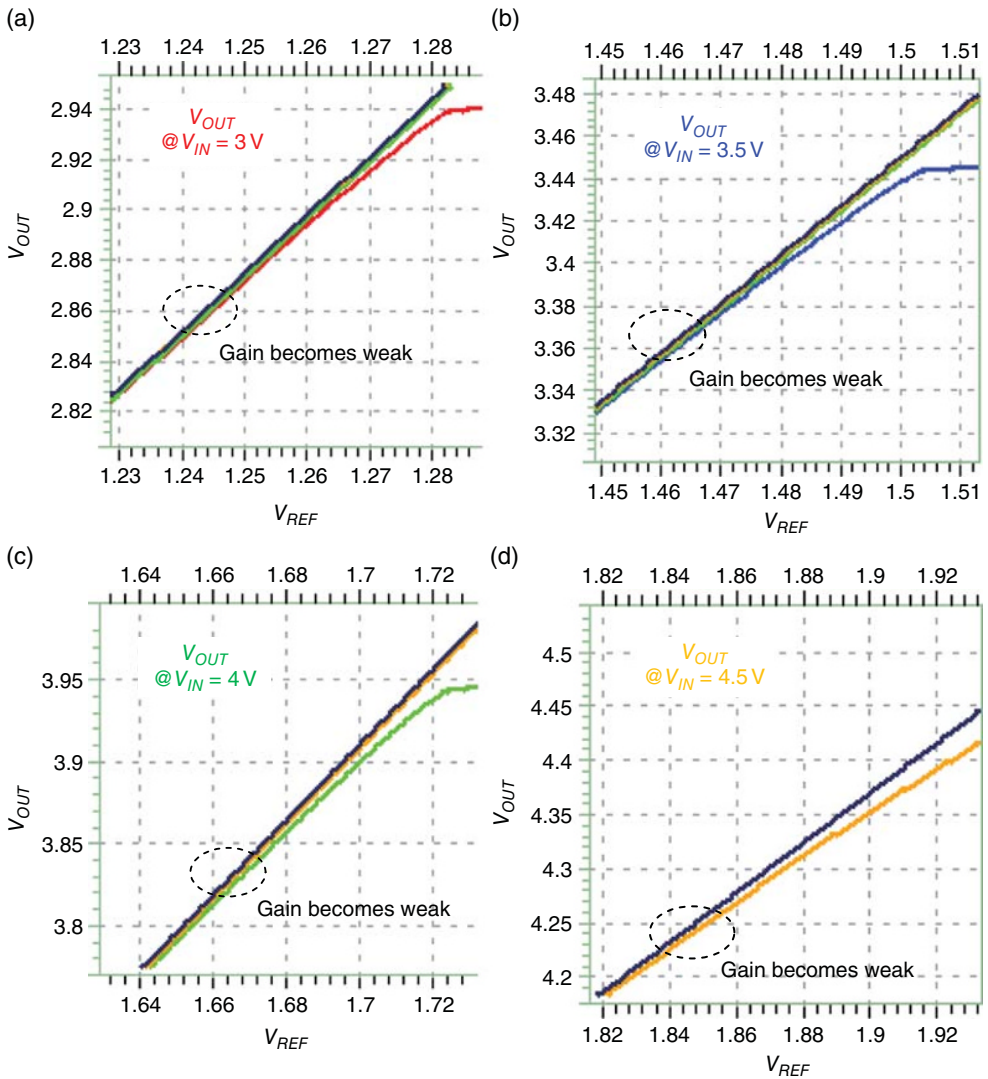 (a)
1.23 1.24 1.25 1.26 1.27 1.28
2.94
2.92
2.9
2.88
2.86
2.84
2.82
V_OUT
V_OUT
@V_IN = 3 V
Gain becomes weak
1.23 1.24 1.25 1.26 1.27 1.28
V_REF
(b)
1.45 1.46 1.47 1.48 1.49 1.5 1.51
3.48
3.46
3.44
3.42
3.4
3.38
3.36
3.34
3.32
V_OUT
V_OUT
@V_IN = 3.5 V
Gain becomes weak
1.45 1.46 1.47 1.48 1.49 1.5 1.51
V_REF
(c)
1.64 1.66 1.68 1.7 1.72
3.95
3.9
3.85
3.8
V_OUT
V_OUT
@V_IN = 4 V
Gain becomes weak
1.64 1.66 1.68 1.7 1.72
V_REF
(d)
1.82 1.84 1.86 1.88 1.9 1.92
4.5
4.45
4.4
4.35
4.3
4.25
4.2
V_OUT
V_OUT
@V_IN = 4.5 V
Gain becomes weak
1.82 1.84 1.86 1.88 1.9 1.92
V_REF